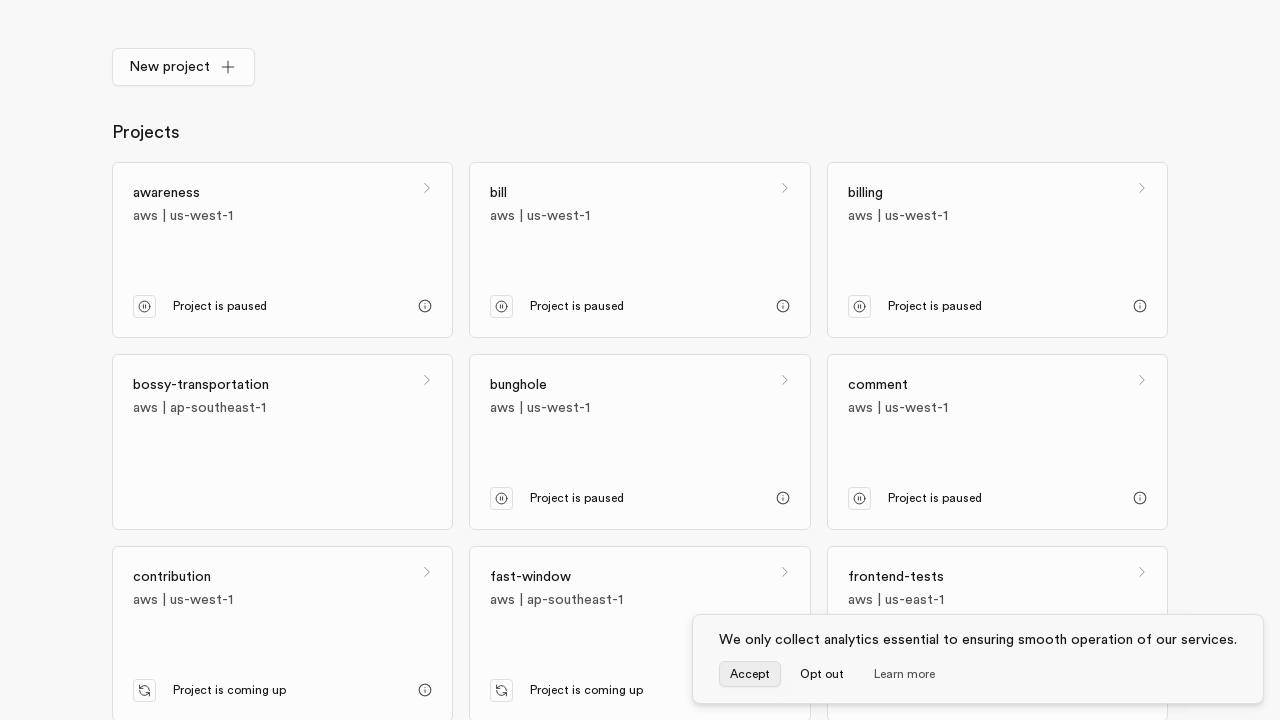 New project
Projects
awareness
aws | us-west-1
Project is paused
bill
aws | us-west-1
Project is paused
billing
aws | us-west-1
Project is paused
bossy-transportation
aws | ap-southeast-1
bunghole
aws | us-west-1
Project is paused
comment
aws | us-west-1
Project is paused
contribution
aws | us-west-1
Project is coming up
fast-window
aws | ap-southeast-1
Project is coming up
frontend-tests
aws | us-east-1
We only collect analytics essential to ensuring smooth operation of our services.
Accept
Opt out
Learn more